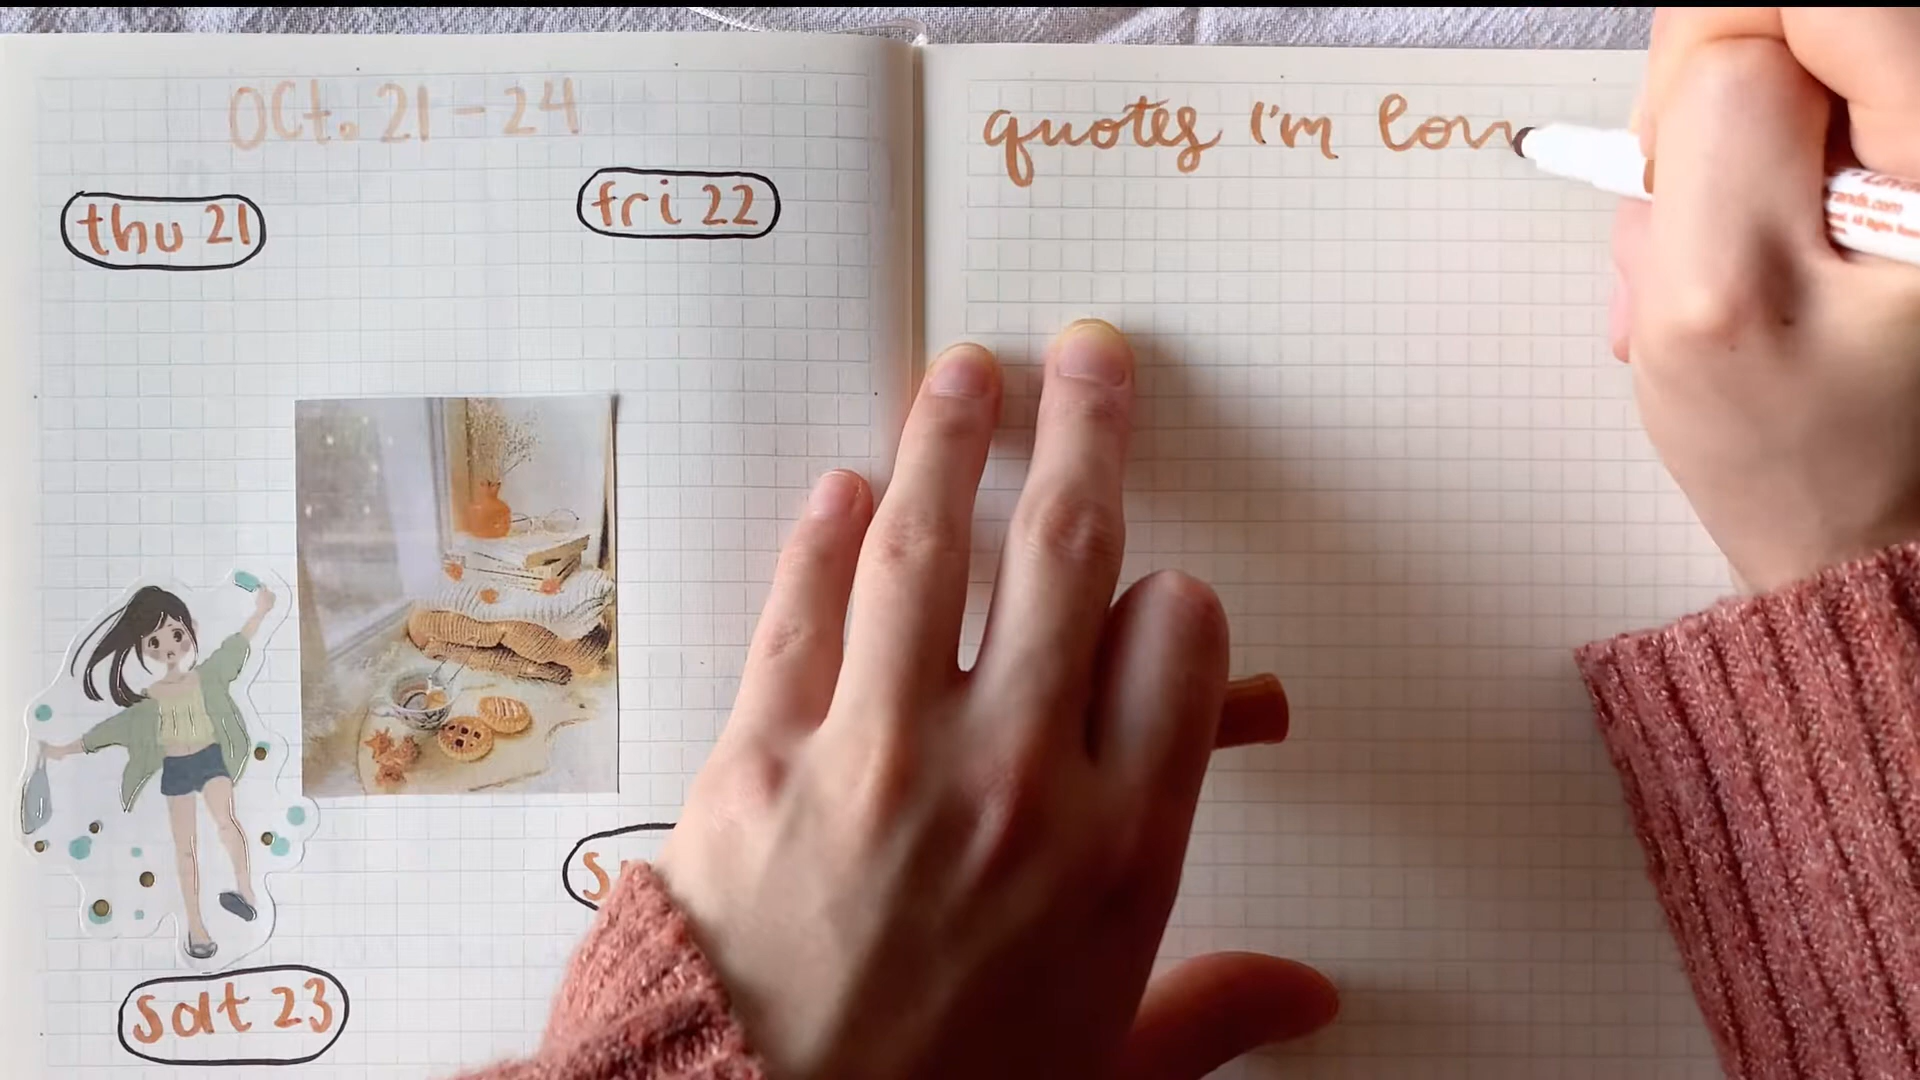 Oct. 21-24
thu 21
fri 22
sat 23
quotes I'm lov